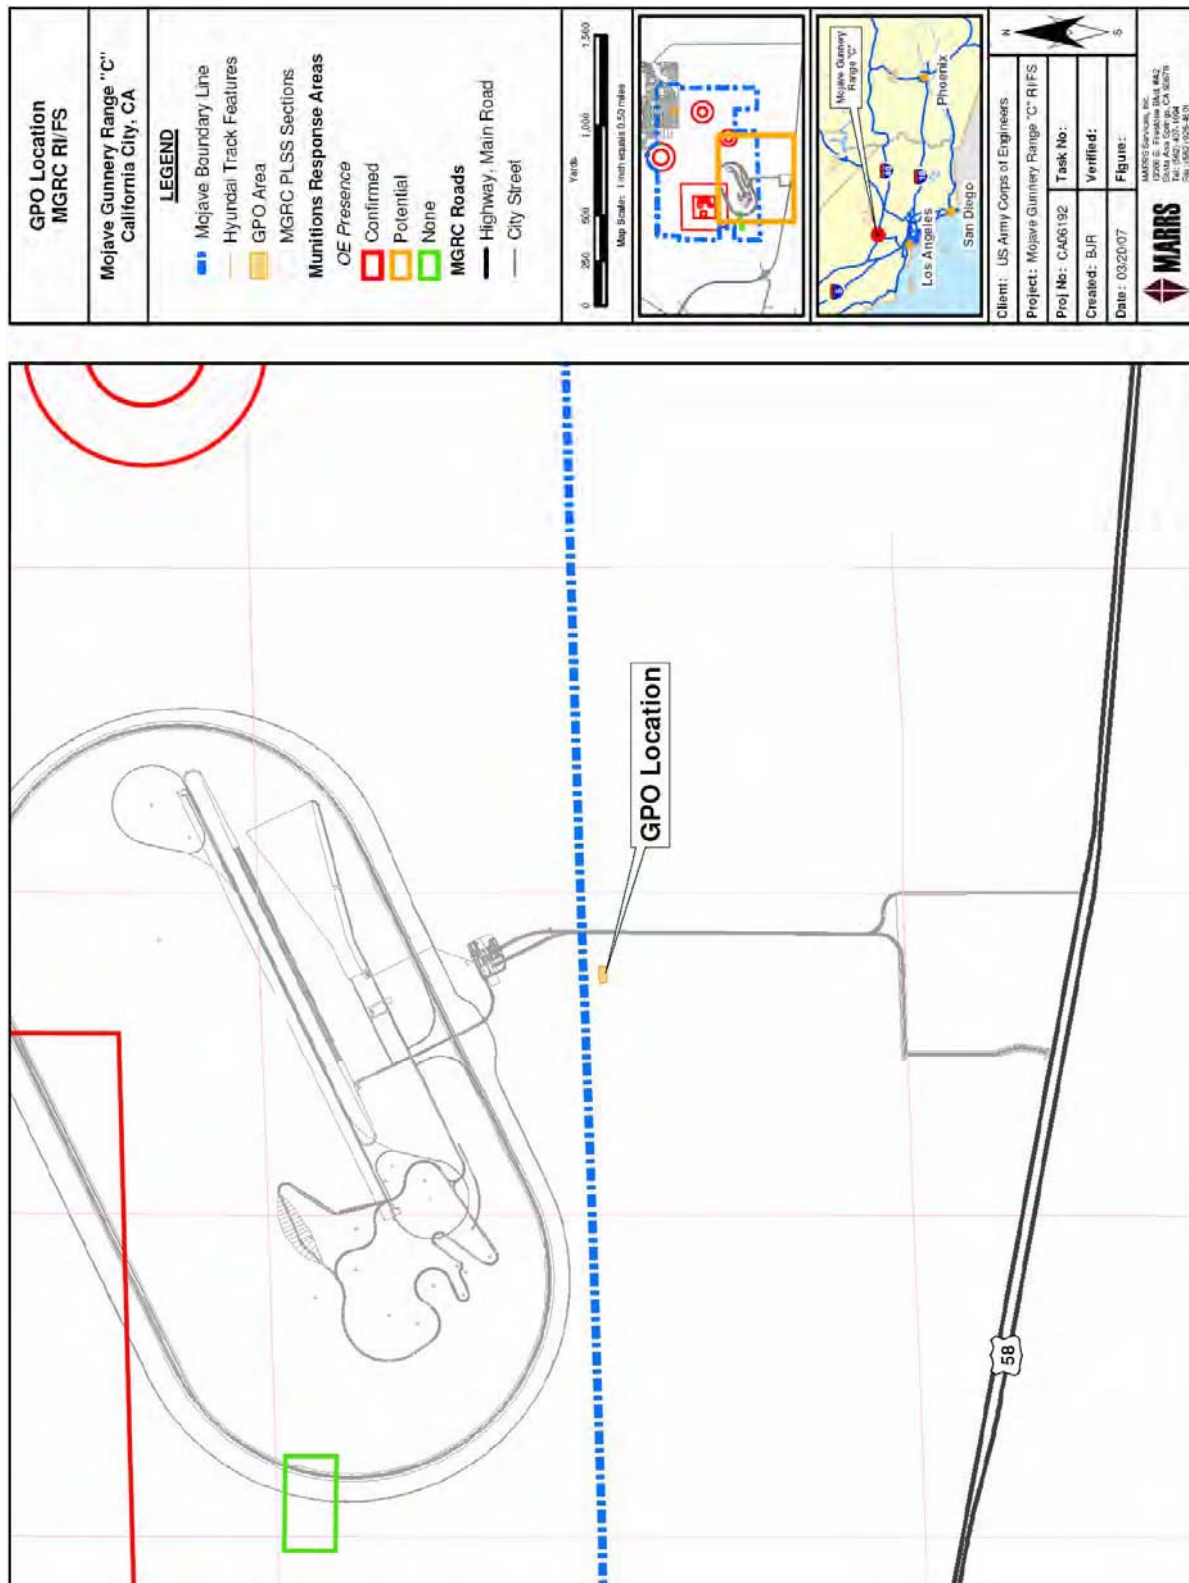 GPO Location
MGRC RI/FS
Mojave Gunnery Range "C"
California City, CA
LEGEND
Mojave Boundary Line
Hyundai Track Features
GPO Area
MGRC PLSS Sections
Munitions Response Areas
OE Presence
Confirmed
Potential
None
MGRC Roads
Highway, Main Road
City Street
0 250 500 1,000 1,500
Yards
Map Scale: 1 inch equals 0.50 miles
Mojave Gunnery
Range "C"
Los Angeles
Phoenix
San Diego
Client: US Army Corps of Engineers
Project: Mojave Gunnery Range "C" RI/FS
Proj No: CA06192
Task No:
Created: BJR
Verified:
Date: 03/20/07
Figure:
N
S
MARRS
MARRS Services, Inc.
GPO Location
58